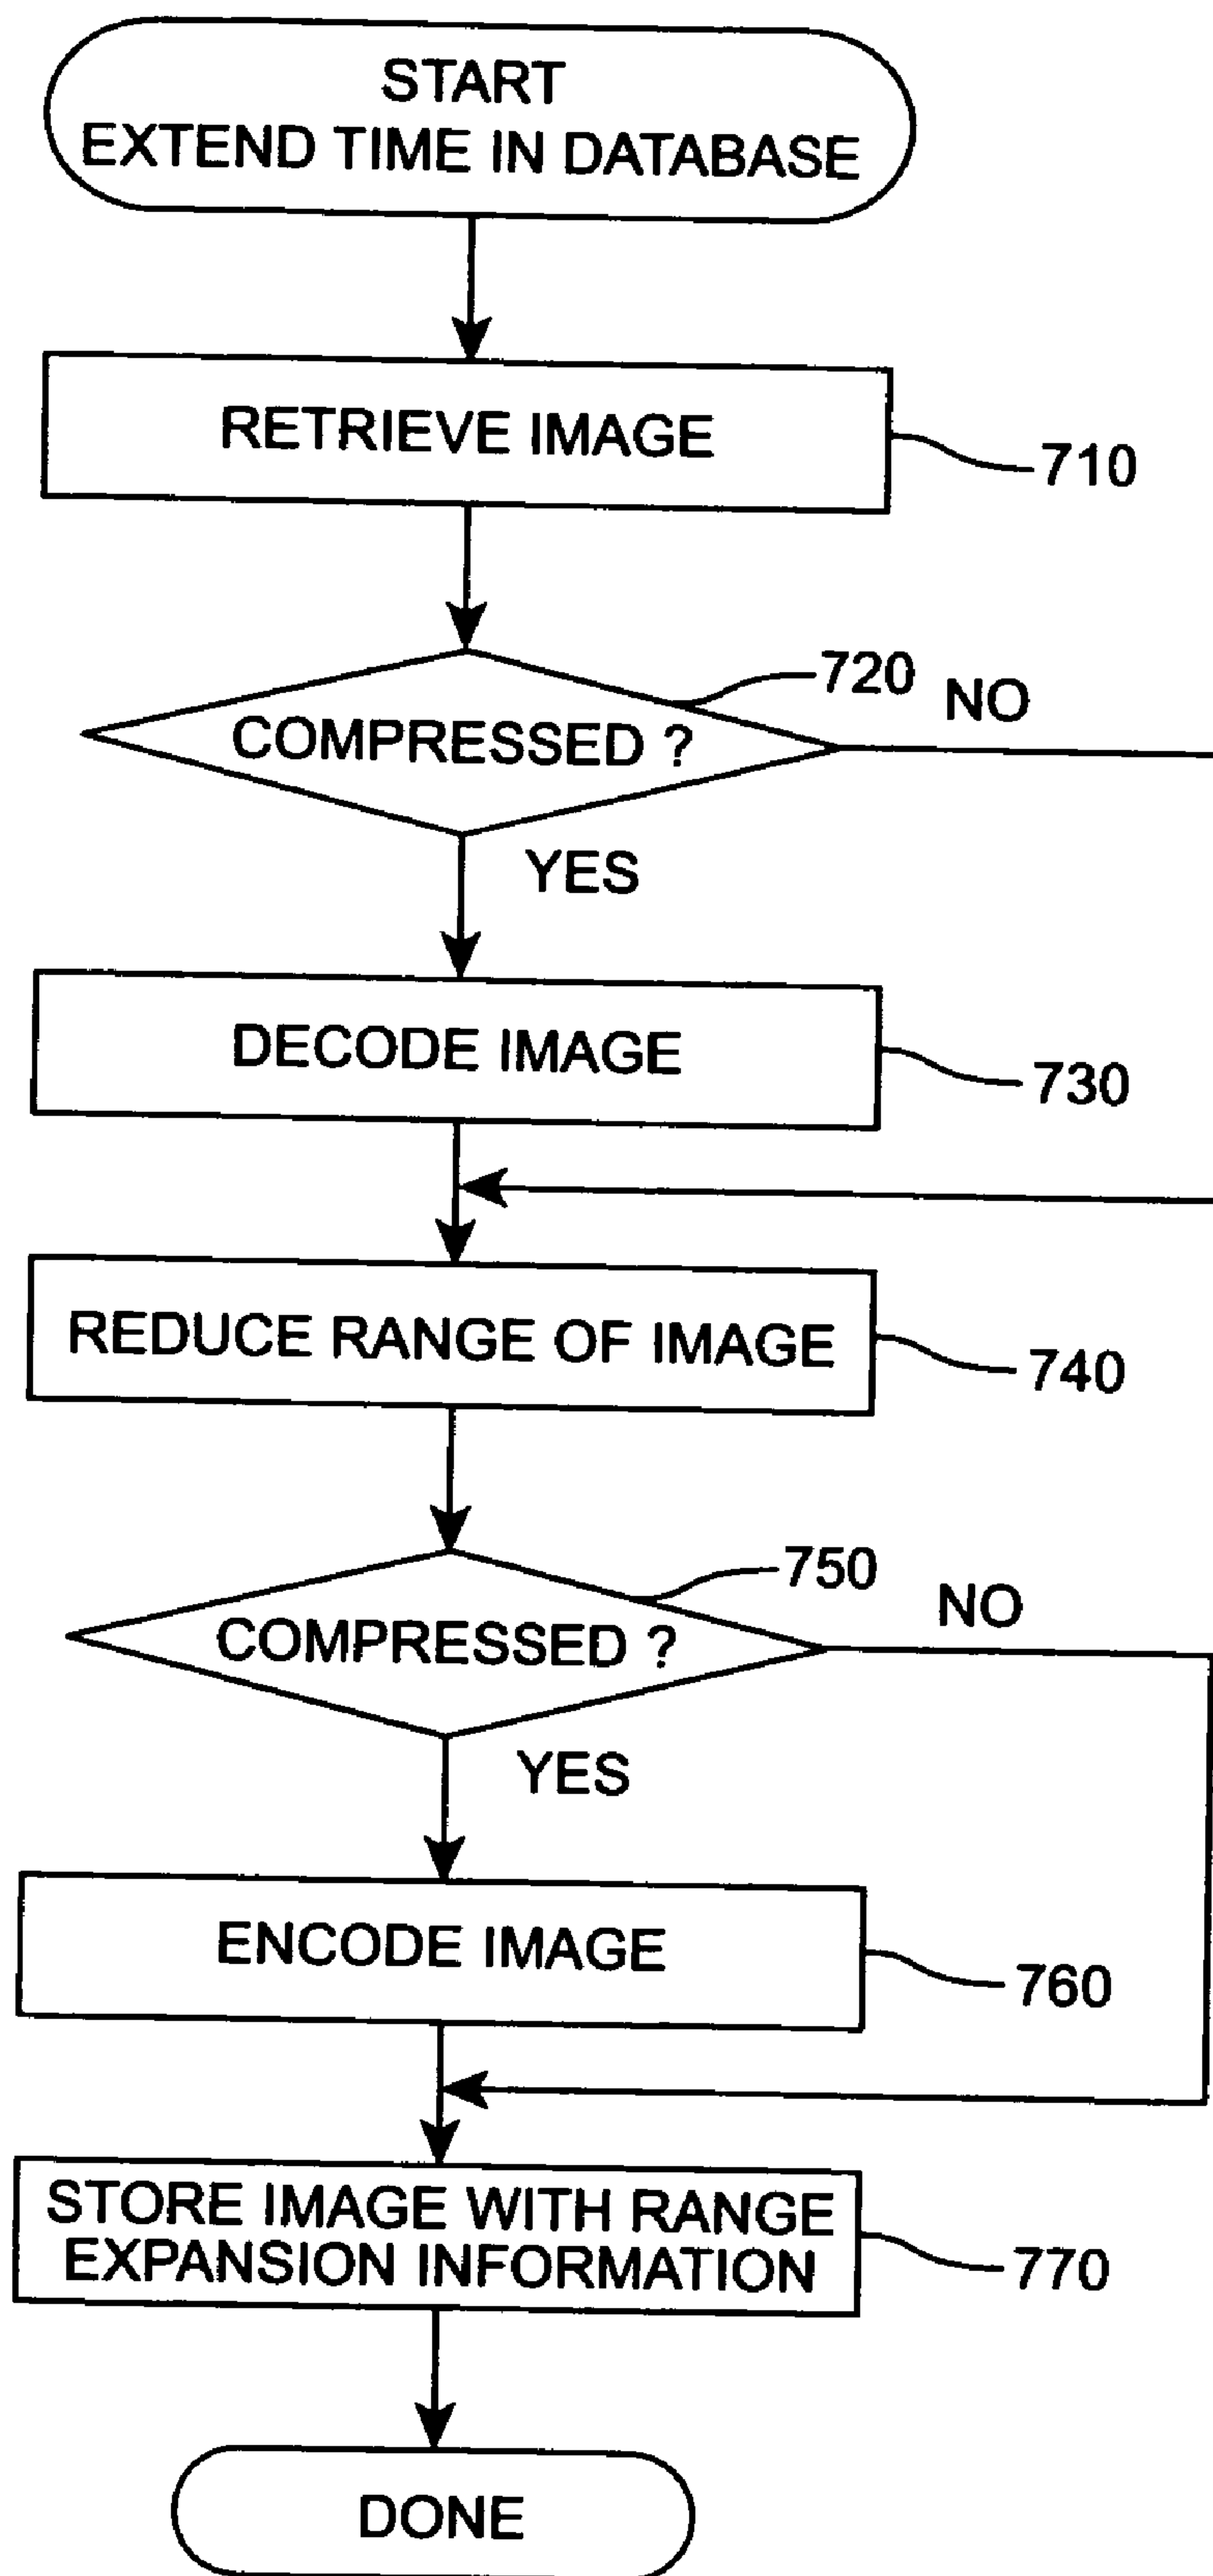 START
EXTEND TIME IN DATABASE
RETRIEVE IMAGE
710
720
NO
COMPRESSED ?
YES
DECODE IMAGE
730
REDUCE RANGE OF IMAGE
740
750
NO
COMPRESSED ?
YES
ENCODE IMAGE
760
STORE IMAGE WITH RANGE
EXPANSION INFORMATION
770
DONE